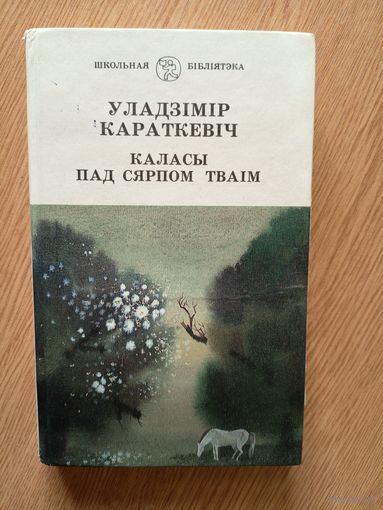 ШКОЛЬНАЯ БІБЛІЯТЭКА
УЛАДЗІМІР
КАРАТКЕВІЧ
КАЛАСЫ
ПАД СЯРПОМ ТВАІМ